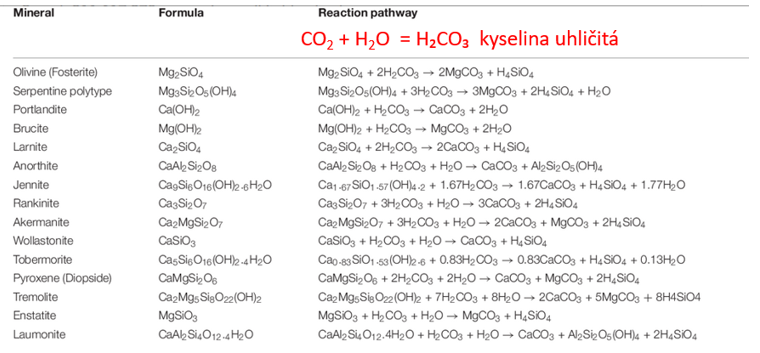 Mineral Formula Reaction pathway
CO₂ + H₂O = H₂CO₃ kyselina uhličitá
Olivine (Fosterite) Mg₂SiO₄ Mg₂SiO₄ + 2H₂CO₃ → 2MgCO₃ + H₄SiO₄
Serpentine polytype Mg₃Si₂O₅(OH)₄ Mg₃Si₂O₅(OH)₄ + 3H₂CO₃ → 3MgCO₃ + 2H₄SiO₄ + H₂O
Portlandite Ca(OH)₂ Ca(OH)₂ + H₂CO₃ → CaCO₃ + 2H₂O
Brucite Mg(OH)₂ Mg(OH)₂ + H₂CO₃ → MgCO₃ + 2H₂O
Larnite Ca₂SiO₄ Ca₂SiO₄ + 2H₂CO₃ → 2CaCO₃ + H₄SiO₄
Anorthite CaAl₂Si₂O₈ CaAl₂Si₂O₈ + H₂CO₃ + H₂O → CaCO₃ + Al₂Si₂O₅(OH)₄
Jennite Ca₉Si₆O₁₆(OH)₂.₆H₂O Ca₁.₆₇SiO₁.₅₇(OH)₄.₂ + 1.67H₂CO₃ → 1.67CaCO₃ + H₄SiO₄ + 1.77H₂O
Rankinite Ca₃Si₂O₇ Ca₃Si₂O₇ + 3H₂CO₃ + H₂O → 3CaCO₃ + 2H₄SiO₄
Akermanite Ca₂MgSi₂O₇ Ca₂MgSi₂O₇ + 3H₂CO₃ + H₂O → 2CaCO₃ + MgCO₃ + 2H₄SiO₄
Wollastonite CaSiO₃ CaSiO₃ + H₂CO₃ + H₂O → CaCO₃ + H₄SiO₄
Tobermorite Ca₅Si₆O₁₆(OH)₂.₄H₂O Ca₀.₈₃SiO₁.₅₃(OH)₂.₆ + 0.83H₂CO₃ → 0.83CaCO₃ + H₄SiO₄ + 0.13H₂O
Pyroxene (Diopside) CaMgSi₂O₆ CaMgSi₂O₆ + 2H₂CO₃ + 2H₂O → CaCO₃ + MgCO₃ + 2H₄SiO₄
Tremolite Ca₂Mg₅Si₈O₂₂(OH)₂ Ca₂Mg₅Si₈O₂₂(OH)₂ + 7H₂CO₃ + 8H₂O → 2CaCO₃ + 5MgCO₃ + 8H4SiO4
Enstatite MgSiO₃ MgSiO₃ + H₂CO₃ + H₂O → MgCO₃ + H₄SiO₄
Laumonite CaAl₂Si₄O₁₂.₄H₂O CaAl₂Si₄O₁₂.4H₂O + H₂CO₃ + H₂O → CaCO₃ + Al₂Si₂O₅(OH)₄ + 2H₄SiO₄